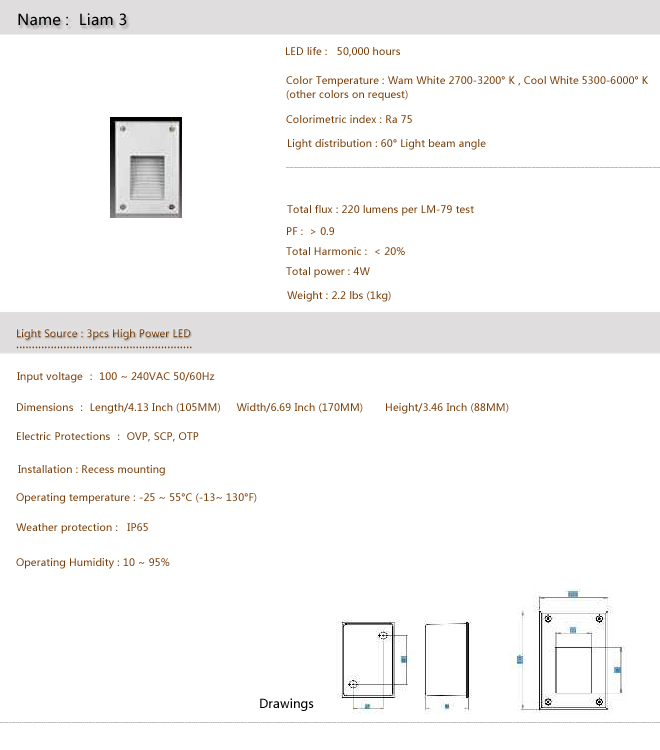 Name : Liam 3
LED life : 50,000 hours
Color Temperature : Wam White 2700-3200° K , Cool White 5300-6000° K
(other colors on request)
Colorimetric index : Ra 75
Light distribution : 60° Light beam angle
Total flux : 220 lumens per LM-79 test
PF : > 0.9
Total Harmonic : < 20%
Total power : 4W
Weight : 2.2 lbs (1kg)
Light Source : 3pcs High Power LED
Input voltage : 100 ~ 240VAC 50/60Hz
Dimensions : Length/4.13 Inch (105MM) Width/6.69 Inch (170MM) Height/3.46 Inch (88MM)
Electric Protections : OVP, SCP, OTP
Installation : Recess mounting
Operating temperature : -25 ~ 55°C (-13~ 130°F)
Weather protection : IP65
Operating Humidity : 10 ~ 95%
Drawings